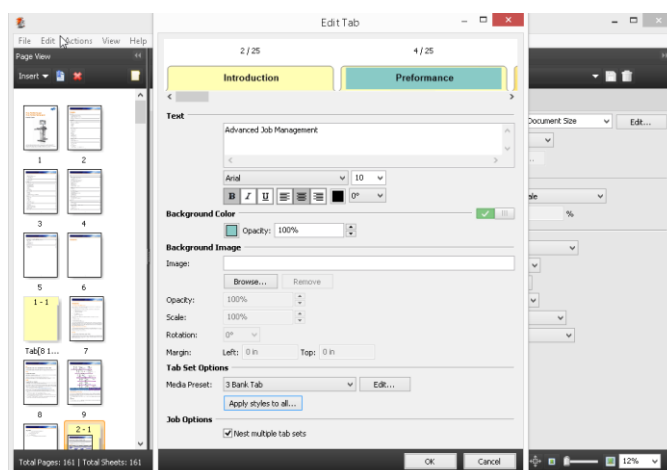 Edit Tab
File Edit Actions View Help
Page View
Insert
2 / 25
4 / 25
Introduction
Preformance
Text
Advanced Job Management
Arial
10
B I U
0°
Background Color
Opacity: 100%
Background Image
Image:
Browse...
Remove
Opacity: 100%
Scale: 100%
Rotation: 0°
Margin: Left: 0 in Top: 0 in
Tab Set Options
Media Preset: 3 Bank Tab
Edit...
Apply styles to all...
Job Options
Nest multiple tab sets
OK
Cancel
1
2
3
4
5
6
1 - 1
Tab[8 1...
7
8
9
2 - 1
Total Pages: 161 | Total Sheets: 161
Document Size
Edit...
%
12%